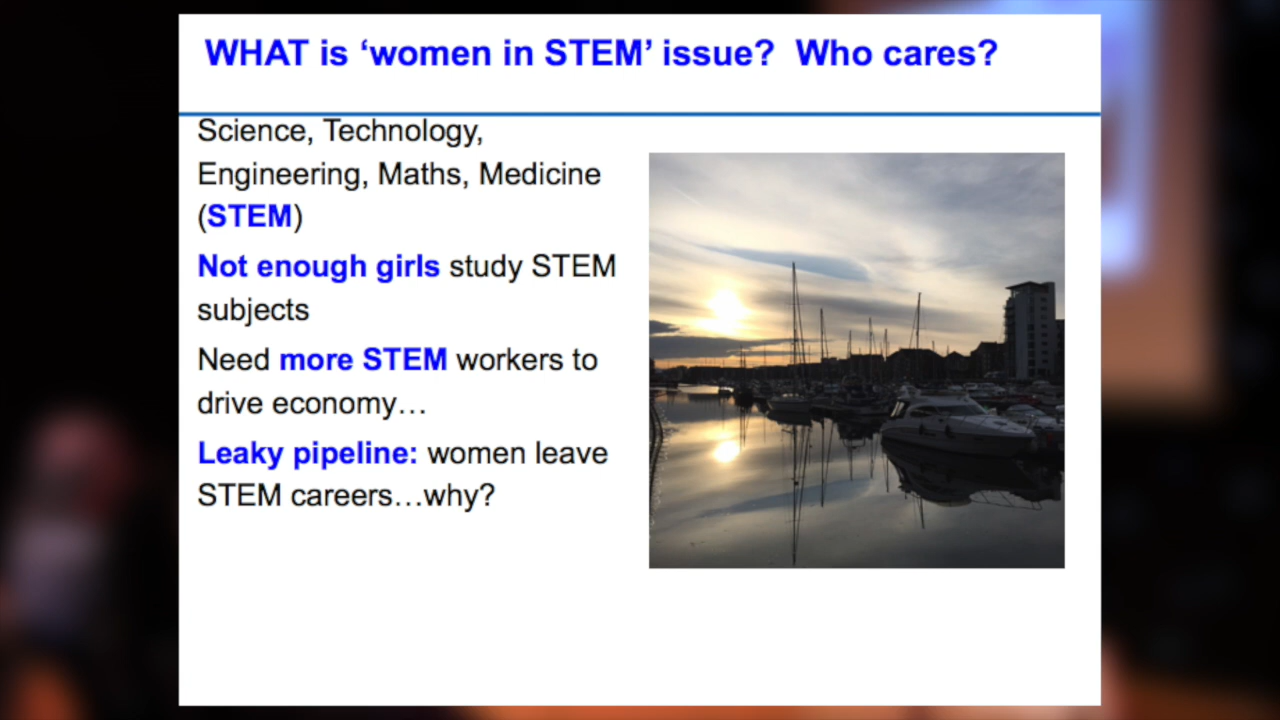 WHAT is ‘women in STEM’ issue?  Who cares?
Science, Technology,
Engineering, Maths, Medicine
(STEM)
Not enough girls study STEM
subjects
Need more STEM workers to
drive economy…
Leaky pipeline: women leave
STEM careers…why?